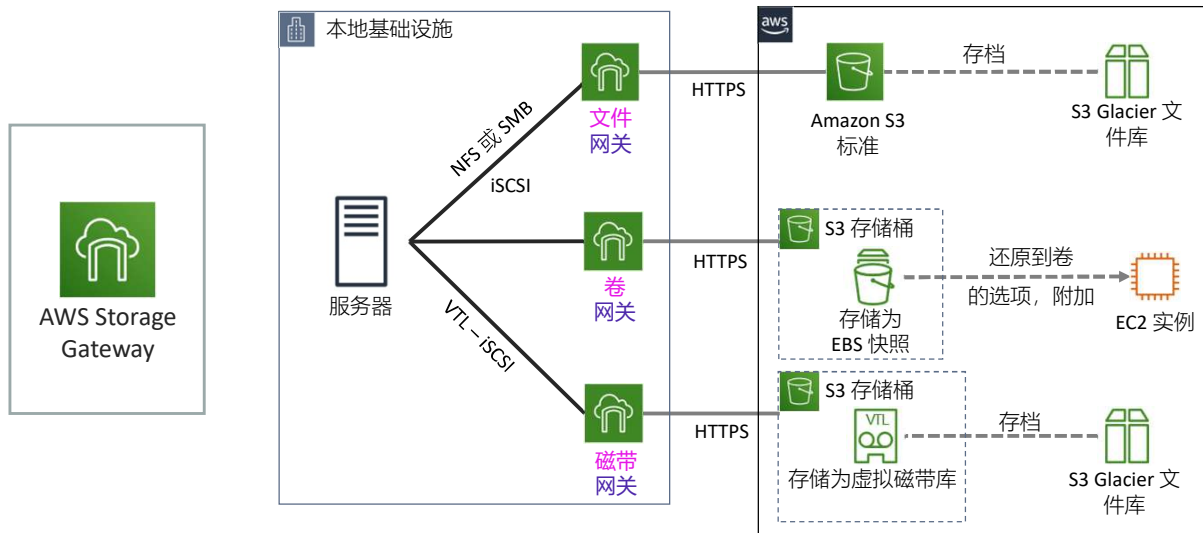 AWS Storage
Gateway
本地基础设施
服务器
NFS 或 SMB
iSCSI
VTL – iSCSI
文件
网关
卷
网关
磁带
网关
HTTPS
HTTPS
HTTPS
aws
Amazon S3
标准
存档
S3 Glacier 文
件库
S3 存储桶
存储为
EBS 快照
还原到卷
的选项，附加
EC2 实例
S3 存储桶
VTL
存储为虚拟磁带库
存档
S3 Glacier 文
件库